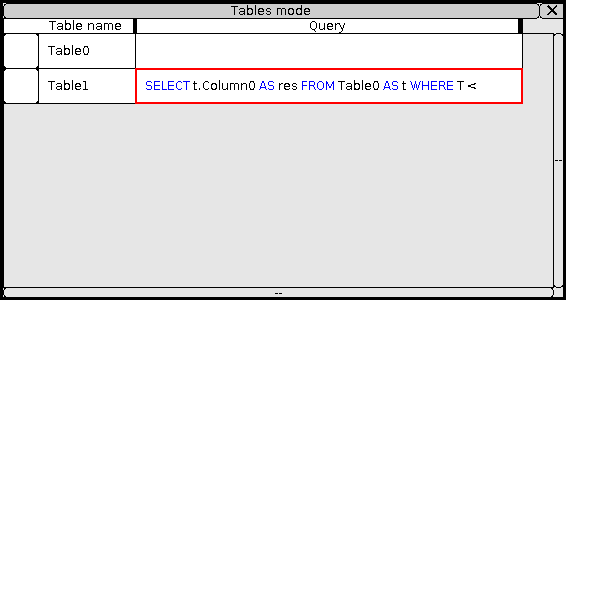 Tables mode
Table name Query
Table0
Table1 SELECT t.Column0 AS res FROM Table0 AS t WHERE T <
--
--